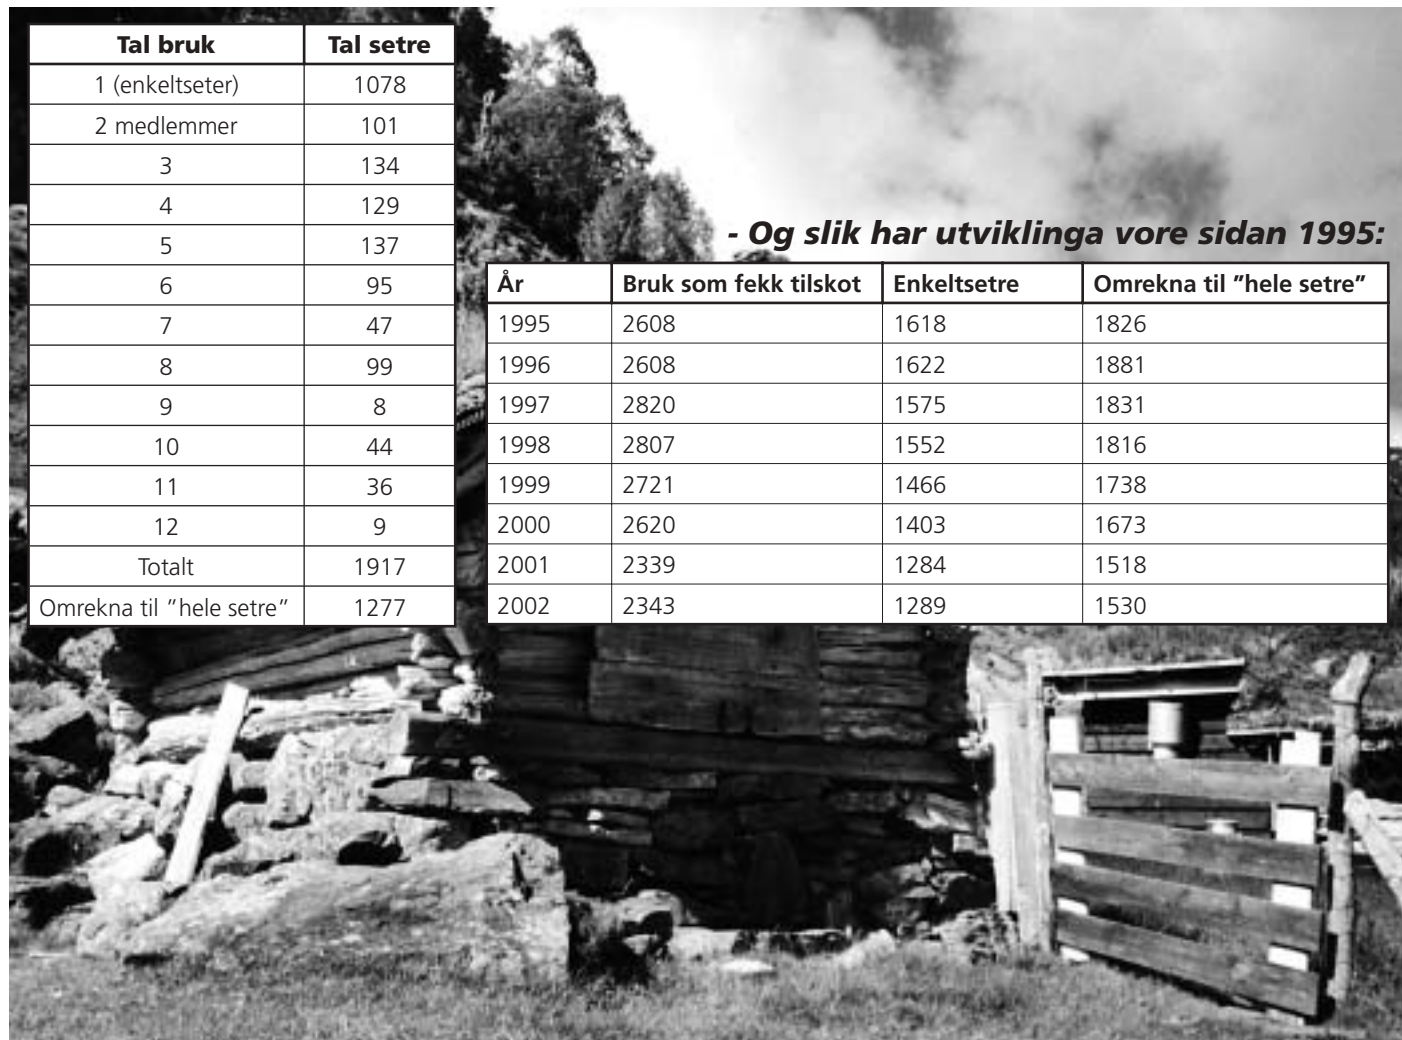 Tal bruk Tal setre
1 (enkeltseter) 1078
2 medlemmer 101
3 134
4 129
5 137
6 95
7 47
8 99
9 8
10 44
11 36
12 9
Totalt 1917
Omrekna til ”hele setre” 1277
- Og slik har utviklinga vore sidan 1995:
År Bruk som fekk tilskot Enkeltsetre Omrekna til ”hele setre”
1995 2608 1618 1826
1996 2608 1622 1881
1997 2820 1575 1831
1998 2807 1552 1816
1999 2721 1466 1738
2000 2620 1403 1673
2001 2339 1284 1518
2002 2343 1289 1530